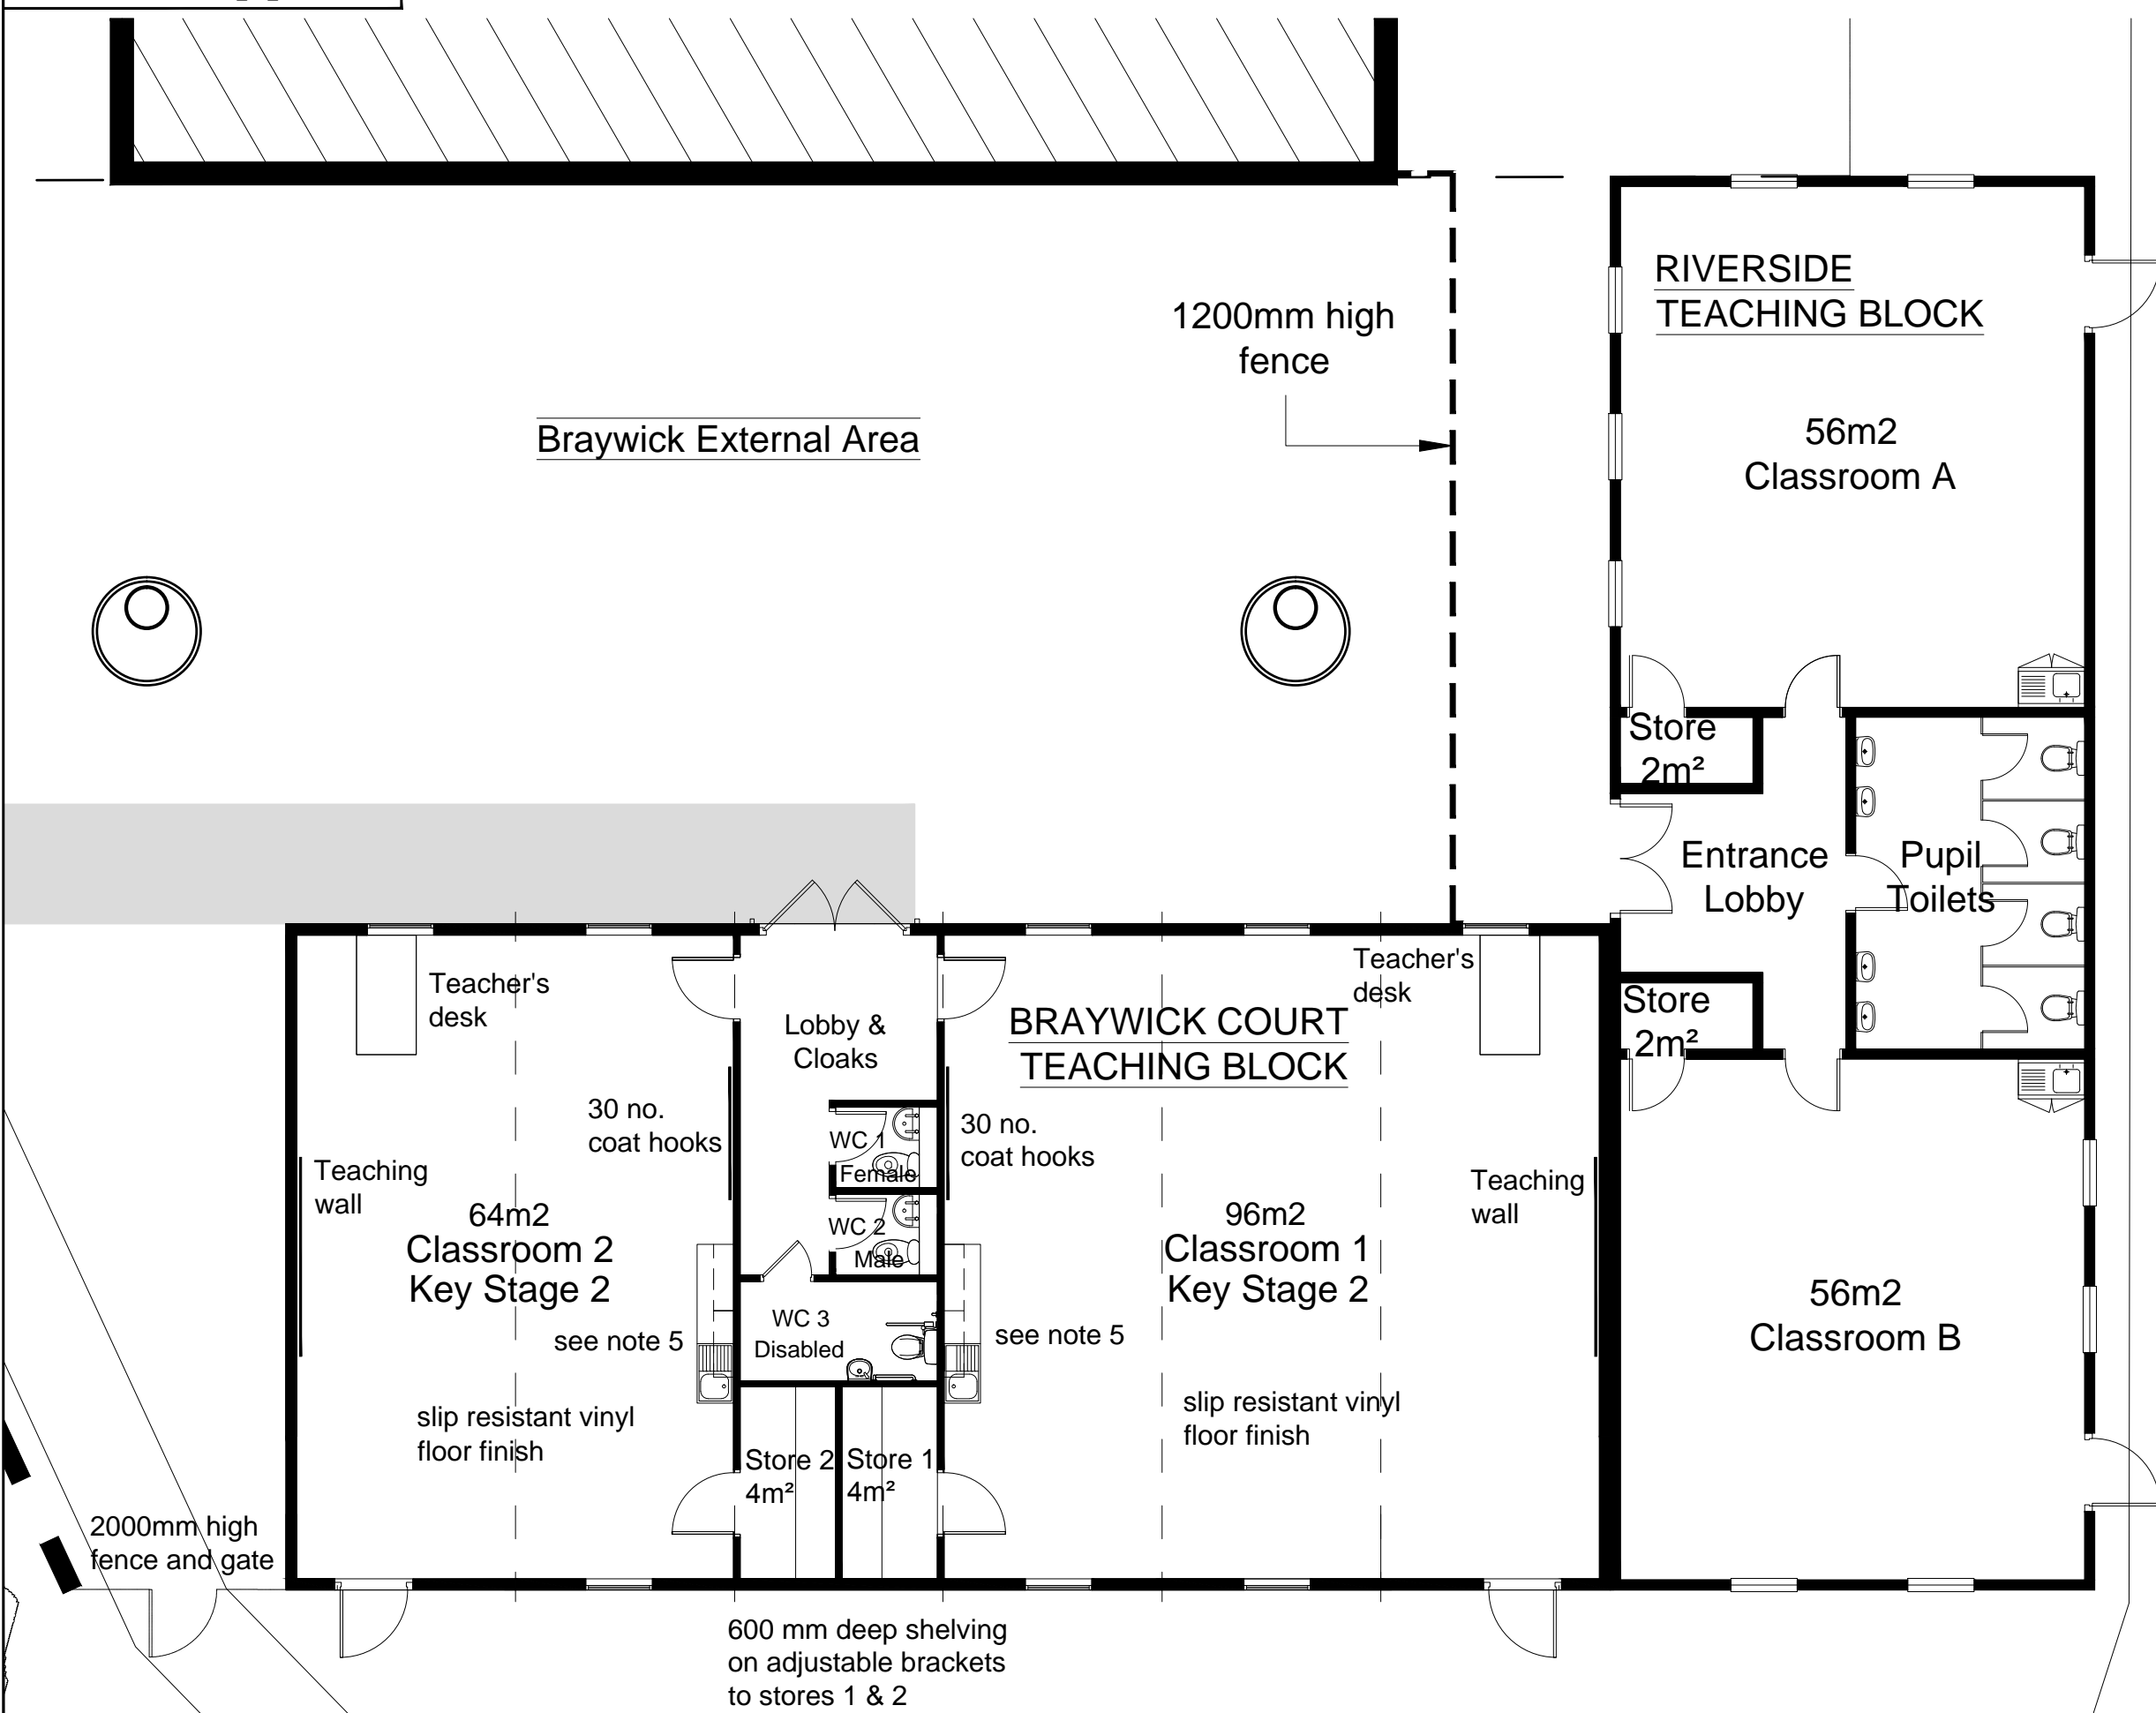 RIVERSIDE
TEACHING BLOCK
1200mm high
fence
Braywick External Area
56m2
Classroom A
Store
2m²
Entrance
Lobby
Pupil
Toilets
Teacher's
desk
Lobby &
Cloaks
BRAYWICK COURT
TEACHING BLOCK
Teacher's
desk
Store
2m²
30 no.
coat hooks
WC 1
Female
30 no.
coat hooks
Teaching
wall
Teaching
wall
64m2
Classroom 2
Key Stage 2
WC 2
Male
96m2
Classroom 1
Key Stage 2
see note 5
WC 3
Disabled
see note 5
56m2
Classroom B
slip resistant vinyl
floor finish
Store 2
4m²
Store 1
4m²
slip resistant vinyl
floor finish
2000mm high
fence and gate
600 mm deep shelving
on adjustable brackets
to stores 1 & 2